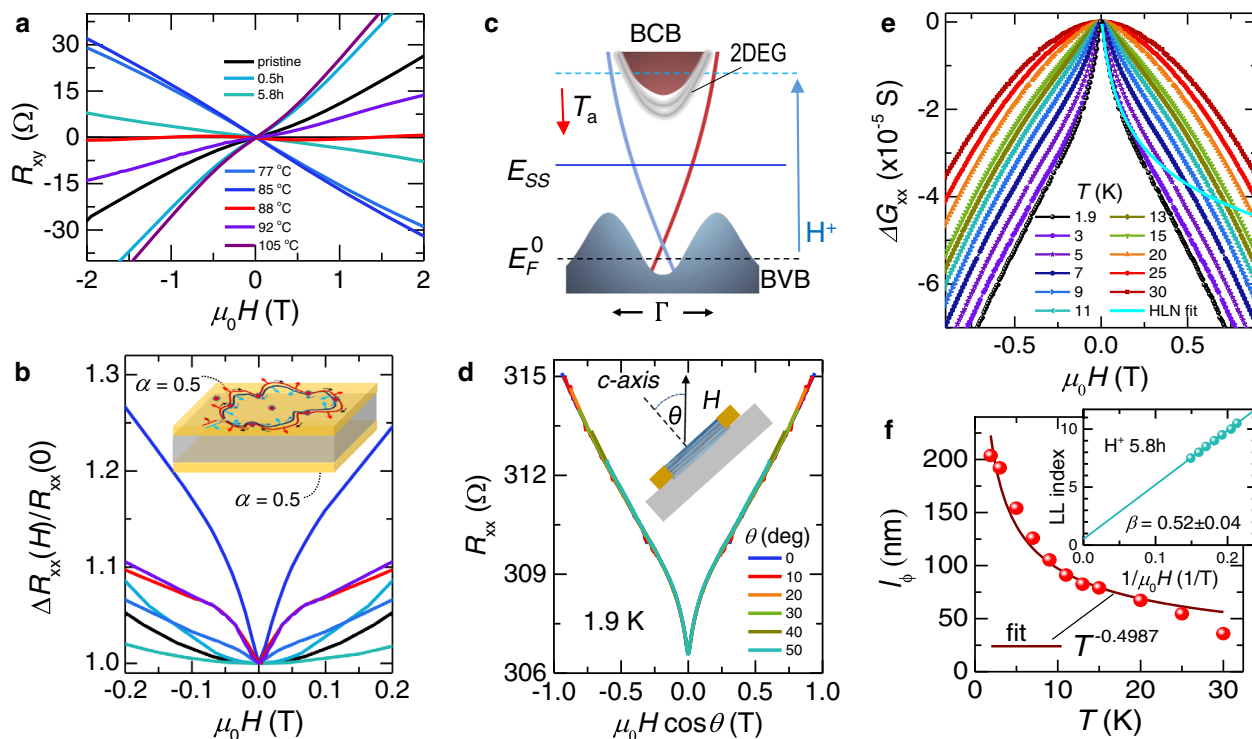 a
R_xy (Ω)
30
15
0
-15
-30
pristine
0.5h
5.8h
77 °C
85 °C
88 °C
92 °C
105 °C
-2 -1 0 1 2
μ₀H (T)
b
ΔR_xx(H)/R_xx(0)
1.3
1.2
1.1
1.0
α = 0.5
α = 0.5
-0.2 -0.1 0.0 0.1 0.2
μ₀H (T)
c
BCB
2DEG
T_a
E_SS
H⁺
E_F^0
BVB
Γ
d
R_xx (Ω)
315
312
309
306
c-axis
θ
H
θ (deg)
0
10
20
30
40
50
1.9 K
-1.0 -0.5 0.0 0.5 1.0
μ₀H cosθ (T)
e
ΔG_xx (x10⁻⁵ S)
0
-2
-4
-6
T (K)
1.9 13
3 15
5 20
7 25
9 30
11 HLN fit
-0.5 0.0 0.5
μ₀H (T)
f
l_ϕ (nm)
200
150
100
50
0
fit
T^-0.4987
0 5 10 15 20 25 30
T (K)
LL index
10
5
0
H⁺ 5.8h
β = 0.52±0.04
0.0 0.1 0.2
1/μ₀H (1/T)